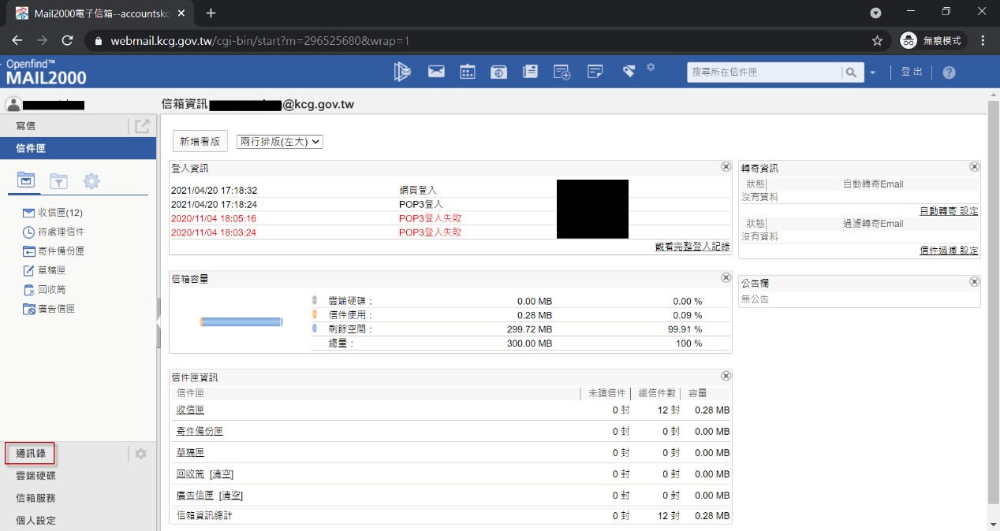 Mail2000電子信箱--accountskc
webmail.kcg.gov.tw/cgi-bin/start?m=296525680&wrap=1
無痕模式
Openfind™
MAIL2000
搜尋所在信件匣
登出
信箱資訊 @kcg.gov.tw
寫信
信件匣
收信匣(12)
待處理信件
寄件備份匣
草稿匣
回收筒
廣告信匣
通訊錄
雲端硬碟
信箱服務
個人設定
新增看版 兩行排版(左大)
登入資訊
2021/04/20 17:18:32 網頁登入
2021/04/20 17:18:24 POP3登入
2020/11/04 18:05:16 POP3登入失敗
2020/11/04 18:03:24 POP3登入失敗
觀看完整登入記錄
信箱容量
雲端硬碟: 0.00 MB 0.00 %
信件使用: 0.28 MB 0.09 %
剩餘空間: 299.72 MB 99.91 %
總量: 300.00 MB 100 %
信件匣資訊
信件匣 未讀信件 總信件數 容量
收信匣 0 封 12 封 0.28 MB
寄件備份匣 0 封 0 封 0.00 MB
草稿匣 0 封 0 封 0.00 MB
回收筒 [清空] 0 封 0 封 0.00 MB
廣告信匣 [清空] 0 封 0 封 0.00 MB
信箱資訊總計 0 封 12 封 0.28 MB
轉寄資訊
狀態 自動轉寄Email
沒有資料
自動轉寄 設定
狀態 過濾轉寄Email
沒有資料
信件過濾 設定
公告欄
無公告